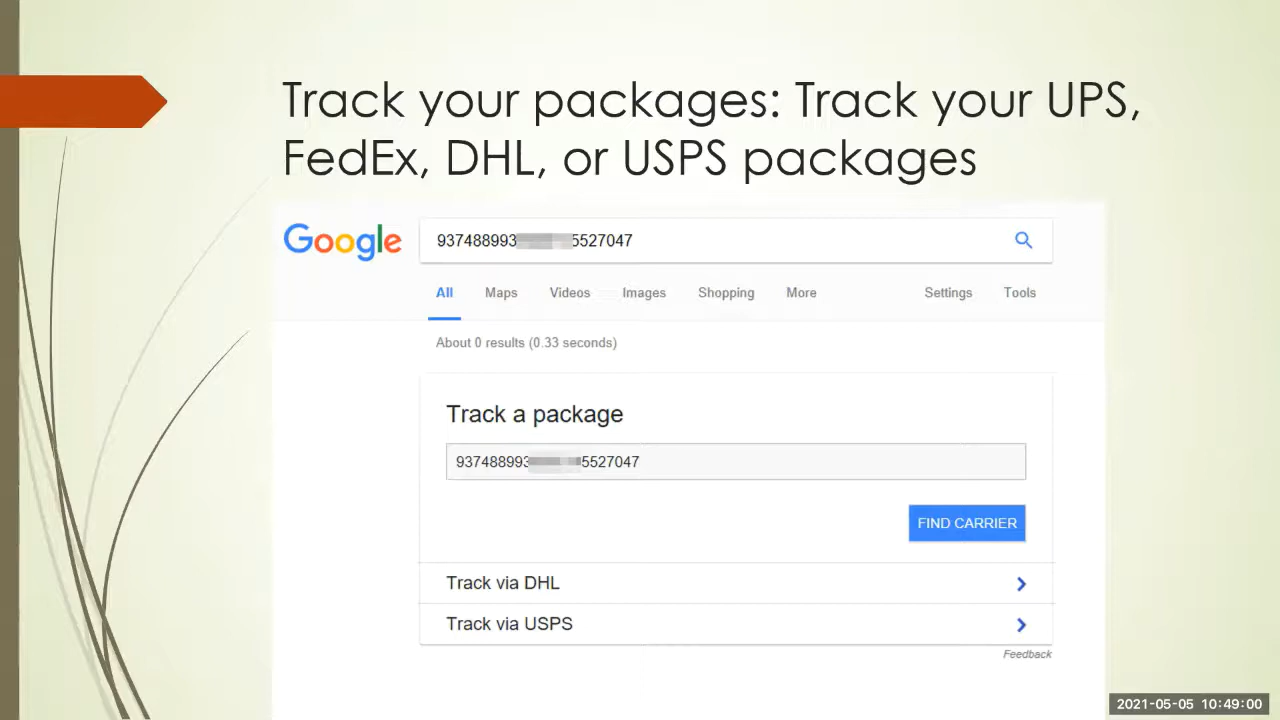 Track your packages: Track your UPS,
FedEx, DHL, or USPS packages
Google
937488993 5527047
All Maps Videos Images Shopping More Settings Tools
About 0 results (0.33 seconds)
Track a package
937488993 5527047
FIND CARRIER
Track via DHL
Track via USPS
Feedback
2021-05-05 10:49:00